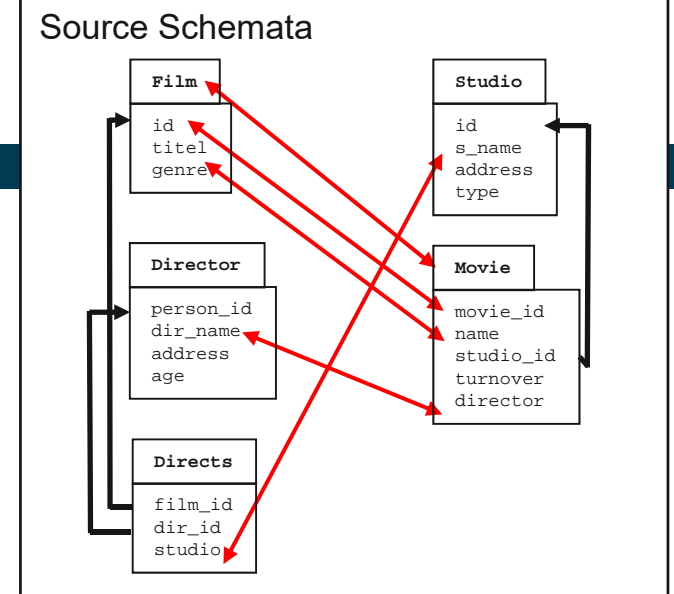 Source Schemata
Film
id
titel
genre
Director
person_id
dir_name
address
age
Directs
film_id
dir_id
studio
Studio
id
s_name
address
type
Movie
movie_id
name
studio_id
turnover
director